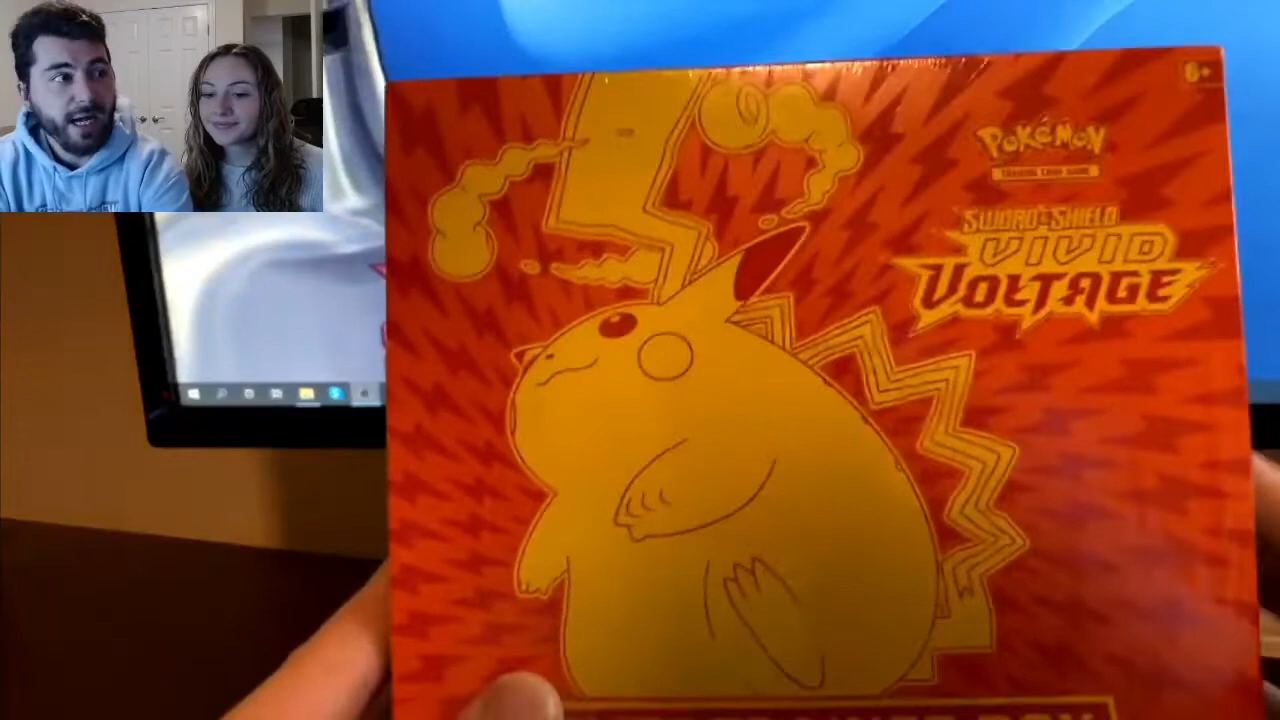 6+
POKéMON
TRADING CARD GAME
SWORD & SHIELD
VIVID
VOLTAGE